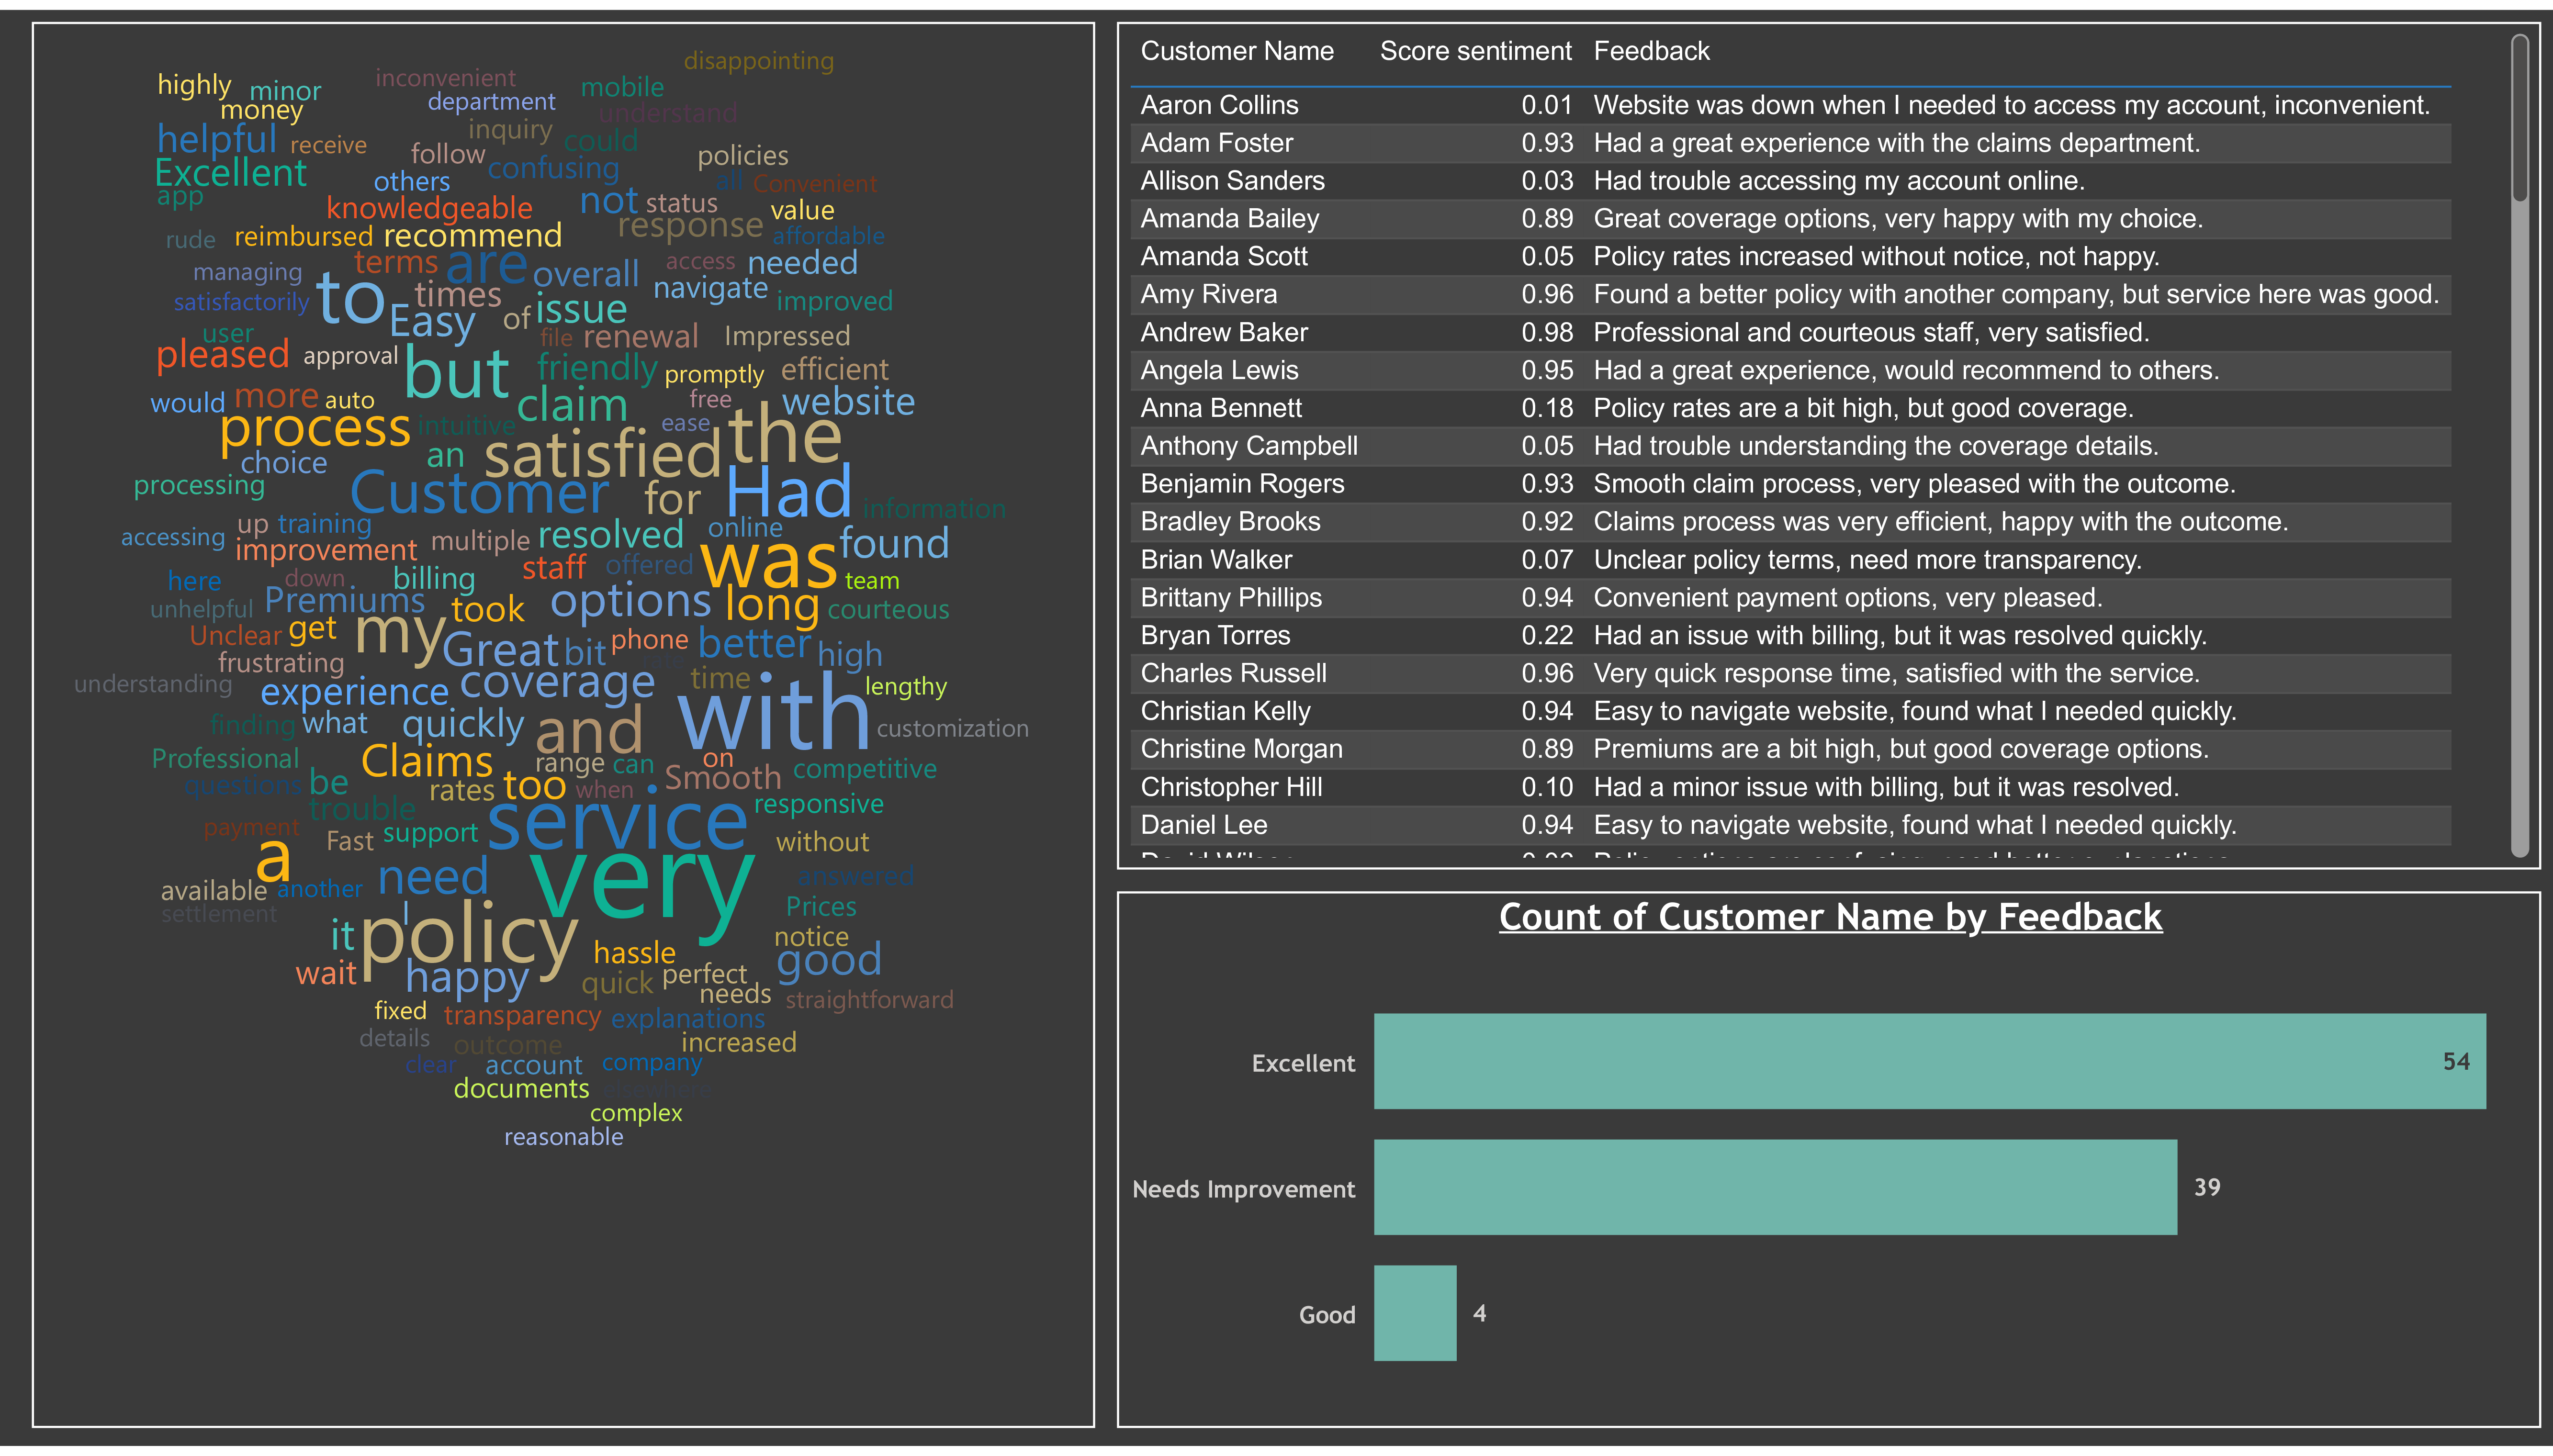 disappointing
highly minor inconvenient mobile
money department understand
helpful receive inquiry could
Excellent follow confusing policies
app others all Convenient
knowledgeable not status value
rude reimbursed recommend response affordable
managing terms are overall access needed
satisfactorily to times issue navigate improved
user Easy of file renewal Impressed
pleased approval but friendly promptly efficient
would more auto claim free website
process intuitive satisfied ease the
choice an
processing Customer for Had information
accessing up training multiple resolved online found
improvement staff offered was team
here down billing
unhelpful Premiums took options long courteous
Unclear get my Great bit phone better high
frustrating
understanding experience coverage time with lengthy
finding what quickly and customization
Professional Claims range can on Smooth competitive
questions be rates too when
trouble service responsive
payment Fast support without
a need very answered
available another
settlement I Prices
it policy hassle notice good
wait happy quick perfect
needs straightforward
fixed transparency explanations
details outcome increased
clear account company
documents
complex
reasonable
Customer Name Score sentiment Feedback
Aaron Collins 0.01 Website was down when I needed to access my account, inconvenient.
Adam Foster 0.93 Had a great experience with the claims department.
Allison Sanders 0.03 Had trouble accessing my account online.
Amanda Bailey 0.89 Great coverage options, very happy with my choice.
Amanda Scott 0.05 Policy rates increased without notice, not happy.
Amy Rivera 0.96 Found a better policy with another company, but service here was good.
Andrew Baker 0.98 Professional and courteous staff, very satisfied.
Angela Lewis 0.95 Had a great experience, would recommend to others.
Anna Bennett 0.18 Policy rates are a bit high, but good coverage.
Anthony Campbell 0.05 Had trouble understanding the coverage details.
Benjamin Rogers 0.93 Smooth claim process, very pleased with the outcome.
Bradley Brooks 0.92 Claims process was very efficient, happy with the outcome.
Brian Walker 0.07 Unclear policy terms, need more transparency.
Brittany Phillips 0.94 Convenient payment options, very pleased.
Bryan Torres 0.22 Had an issue with billing, but it was resolved quickly.
Charles Russell 0.96 Very quick response time, satisfied with the service.
Christian Kelly 0.94 Easy to navigate website, found what I needed quickly.
Christine Morgan 0.89 Premiums are a bit high, but good coverage options.
Christopher Hill 0.10 Had a minor issue with billing, but it was resolved.
Daniel Lee 0.94 Easy to navigate website, found what I needed quickly.
Count of Customer Name by Feedback
Excellent 54
Needs Improvement 39
Good 4